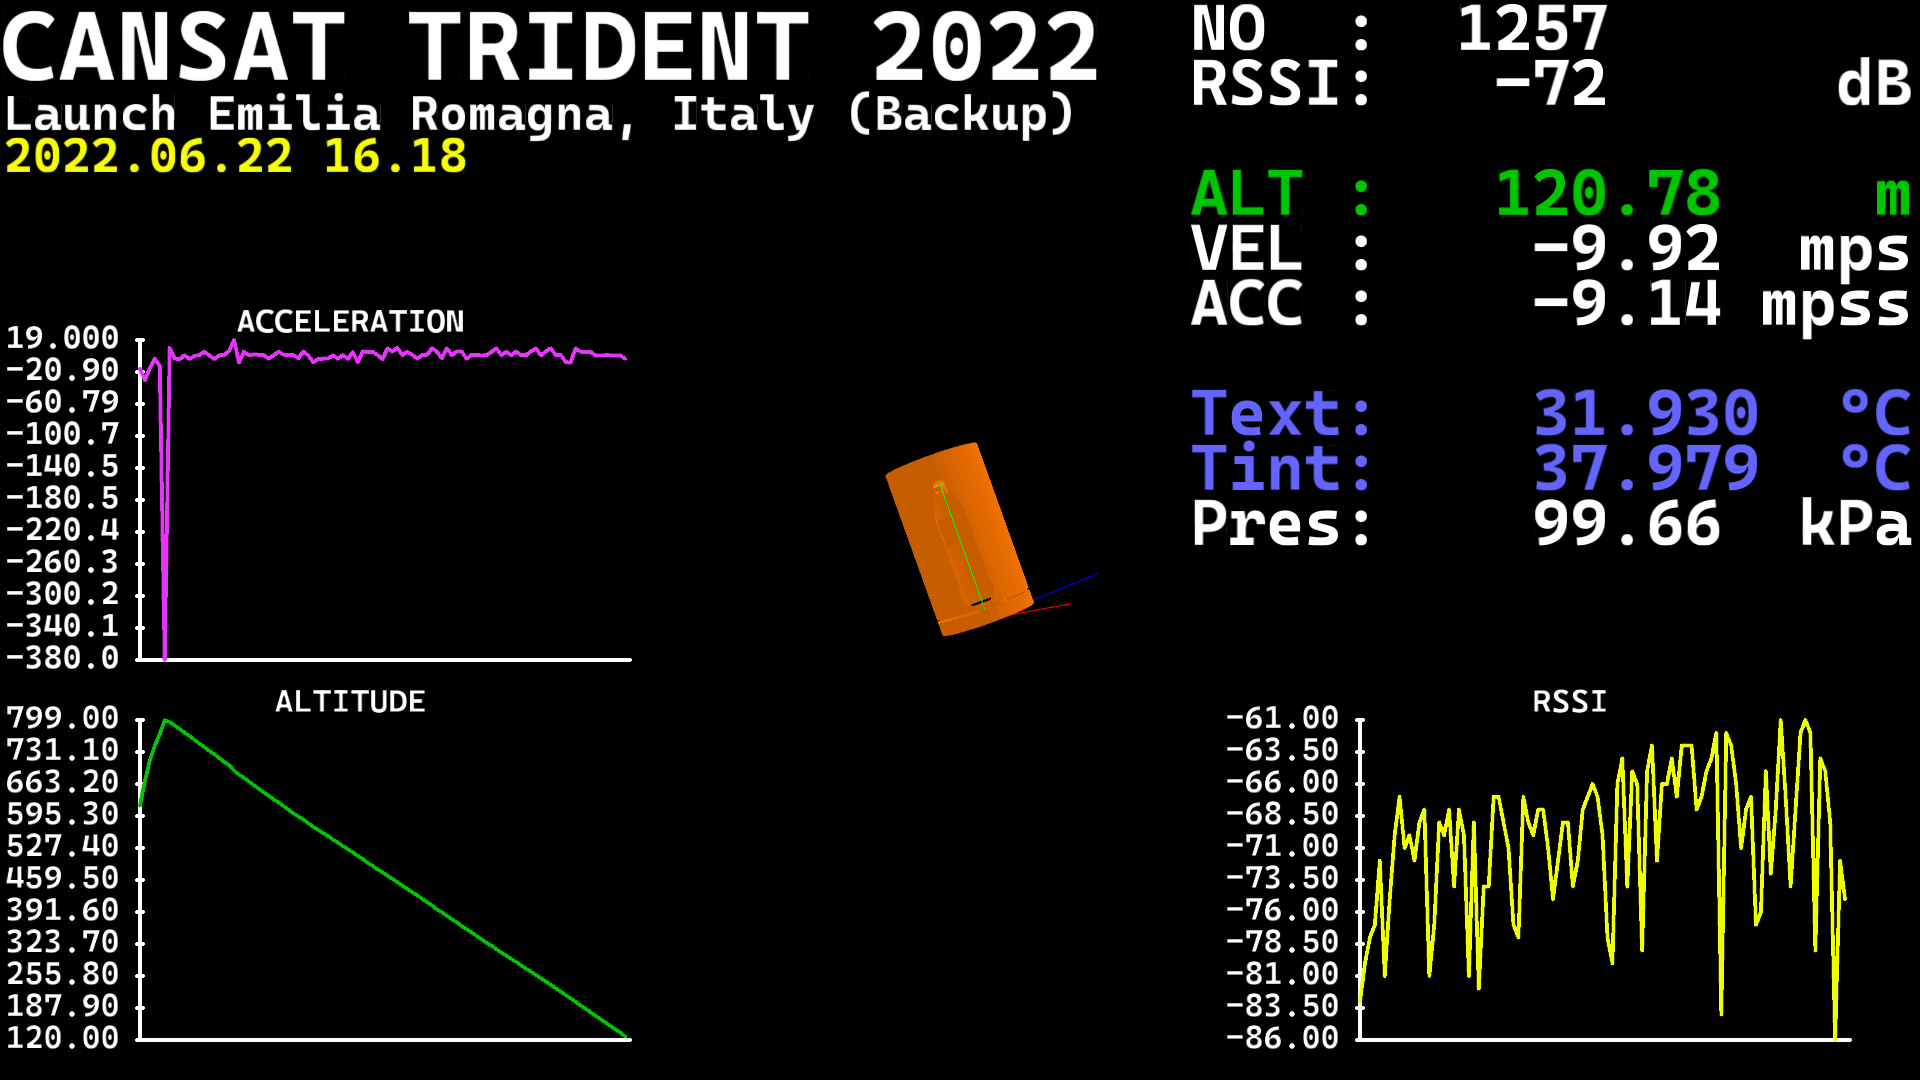 CANSAT TRIDENT 2022
Launch Emilia Romagna, Italy (Backup)
2022.06.22 16.18
NO : 1257
RSSI: −72 dB
ALT : 120.78 m
VEL : −9.92 mps
ACC : −9.14 mpss
Text: 31.930 °C
Tint: 37.979 °C
Pres: 99.66 kPa
ACCELERATION
19.000
−20.90
−60.79
−100.7
−140.5
−180.5
−220.4
−260.3
−300.2
−340.1
−380.0
ALTITUDE
799.00
731.10
663.20
595.30
527.40
459.50
391.60
323.70
255.80
187.90
120.00
RSSI
−61.00
−63.50
−66.00
−68.50
−71.00
−73.50
−76.00
−78.50
−81.00
−83.50
−86.00